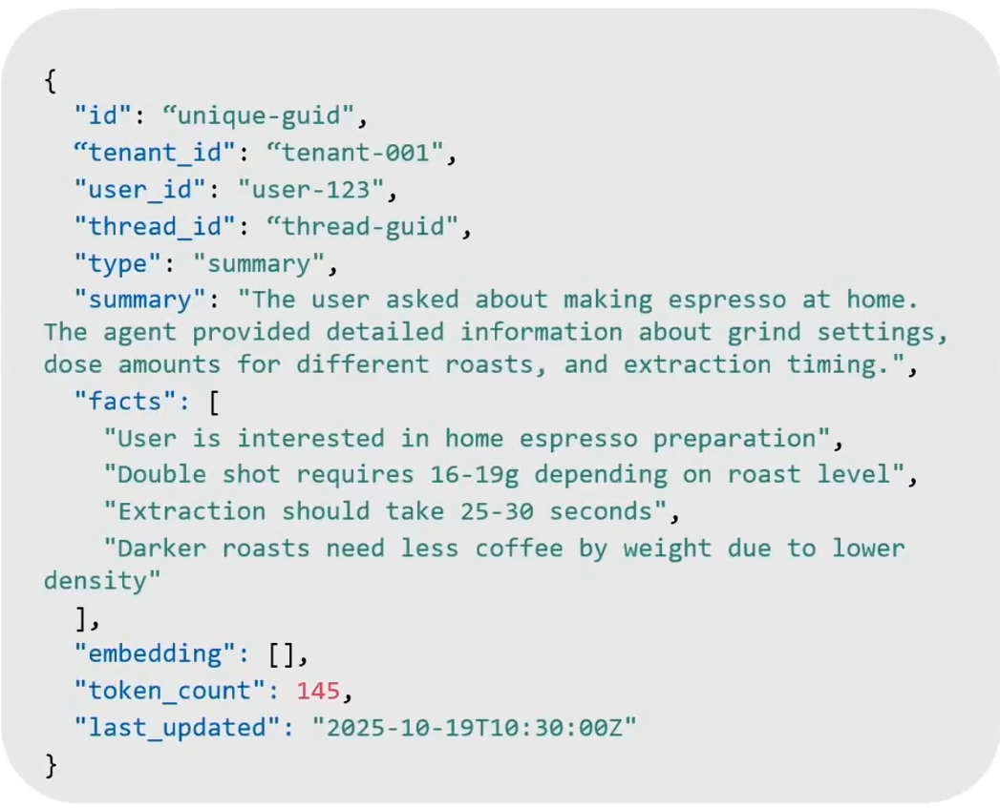 {
"id": “unique-guid",
“tenant_id": “tenant-001",
"user_id": "user-123",
"thread_id": “thread-guid",
"type": "summary",
"summary": "The user asked about making espresso at home.
The agent provided detailed information about grind settings,
dose amounts for different roasts, and extraction timing.",
"facts": [
"User is interested in home espresso preparation",
"Double shot requires 16-19g depending on roast level",
"Extraction should take 25-30 seconds",
"Darker roasts need less coffee by weight due to lower
density"
],
"embedding": [],
"token_count": 145,
"last_updated": "2025-10-19T10:30:00Z"
}